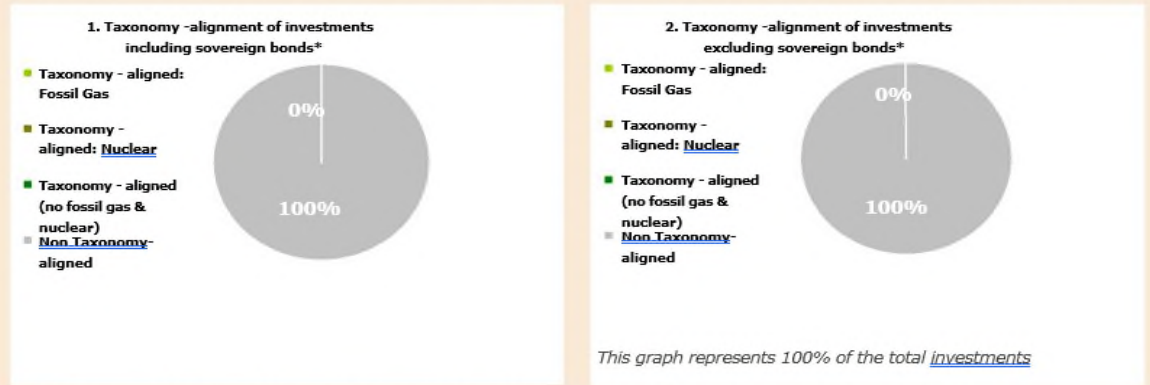 1. Taxonomy -alignment of investments
including sovereign bonds*
Taxonomy - aligned:
Fossil Gas
Taxonomy -
aligned: Nuclear
Taxonomy - aligned
(no fossil gas &
nuclear)
Non Taxonomy-
aligned
0%
100%
2. Taxonomy -alignment of investments
excluding sovereign bonds*
Taxonomy - aligned:
Fossil Gas
Taxonomy -
aligned: Nuclear
Taxonomy - aligned
(no fossil gas &
nuclear)
Non Taxonomy-
aligned
0%
100%
This graph represents 100% of the total investments